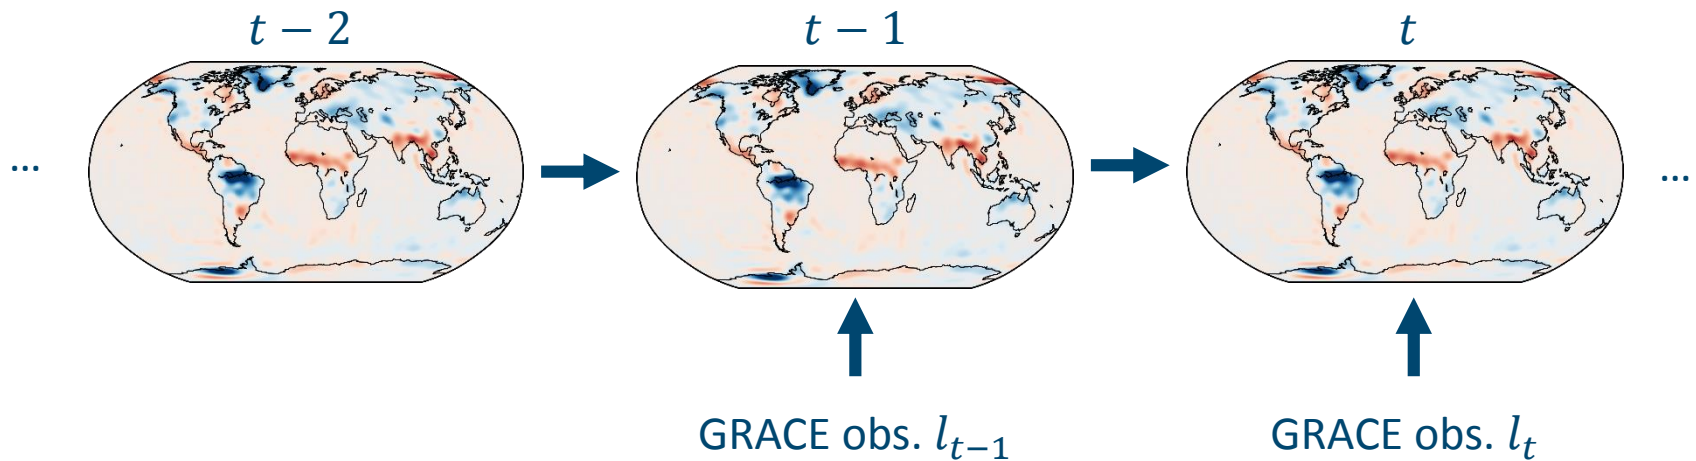 t − 2
t − 1
t
...
...
GRACE obs. l_{t−1}
GRACE obs. l_t